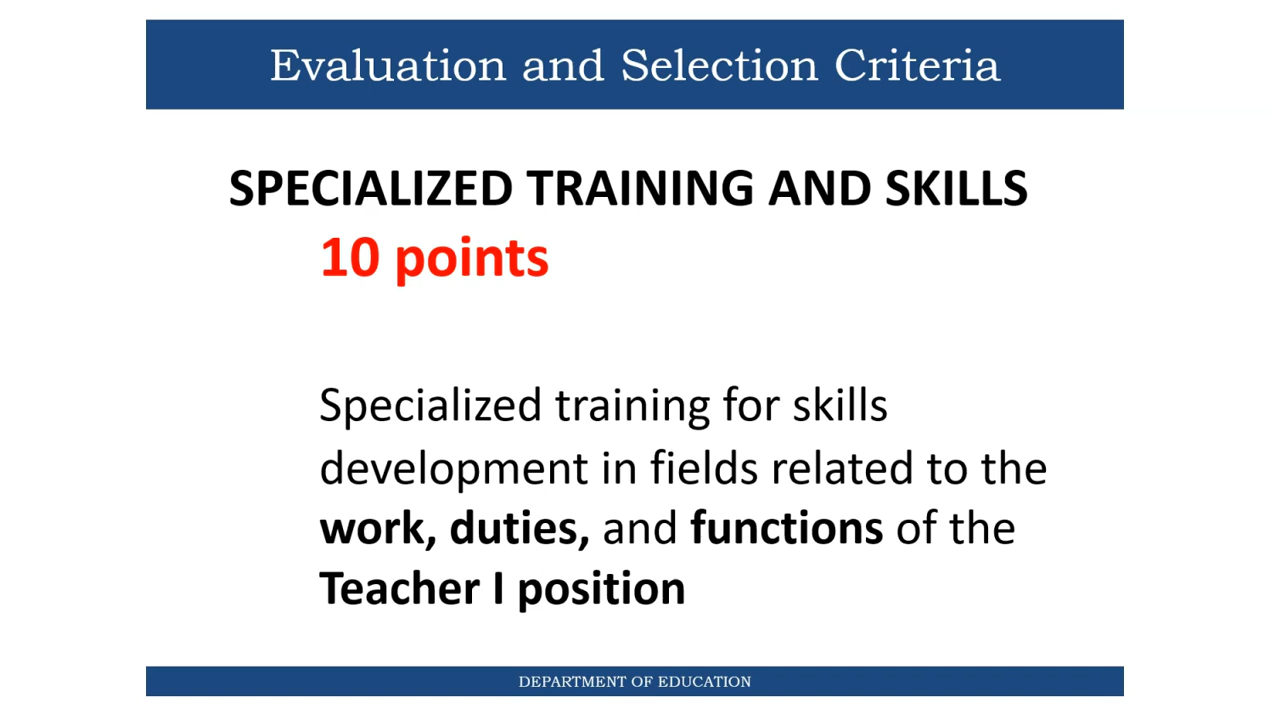 Evaluation and Selection Criteria
SPECIALIZED TRAINING AND SKILLS
10 points
Specialized training for skills
development in fields related to the
work, duties, and functions of the
Teacher I position
DEPARTMENT OF EDUCATION